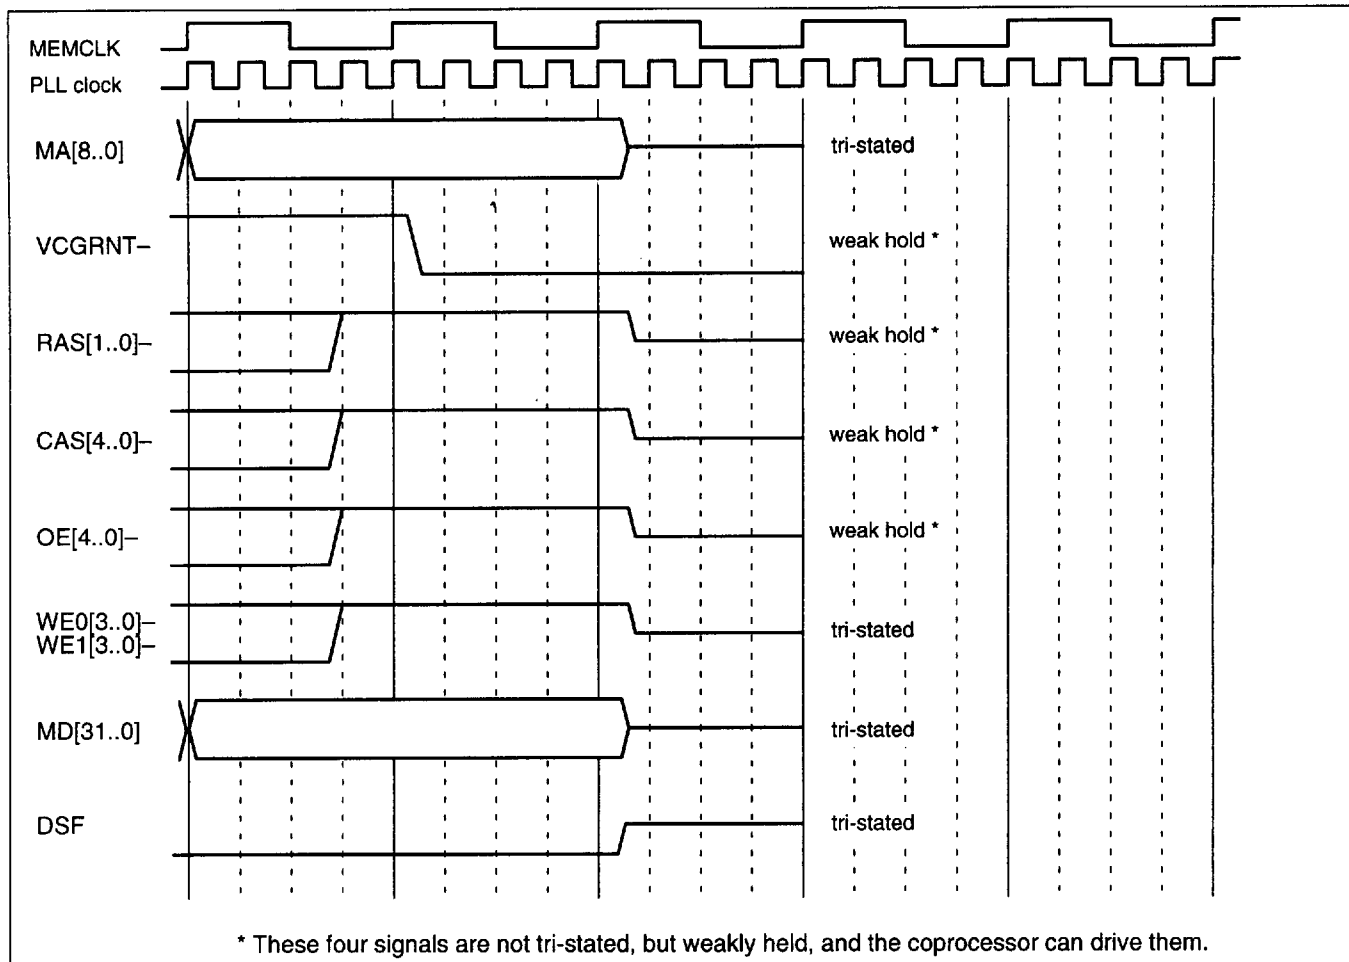 MEMCLK
PLL clock
MA[8..0] tri-stated
VCGRNT– weak hold *
RAS[1..0]– weak hold *
CAS[4..0]– weak hold *
OE[4..0]– weak hold *
WE0[3..0]–
WE1[3..0]– tri-stated
MD[31..0] tri-stated
DSF tri-stated
* These four signals are not tri-stated, but weakly held, and the coprocessor can drive them.